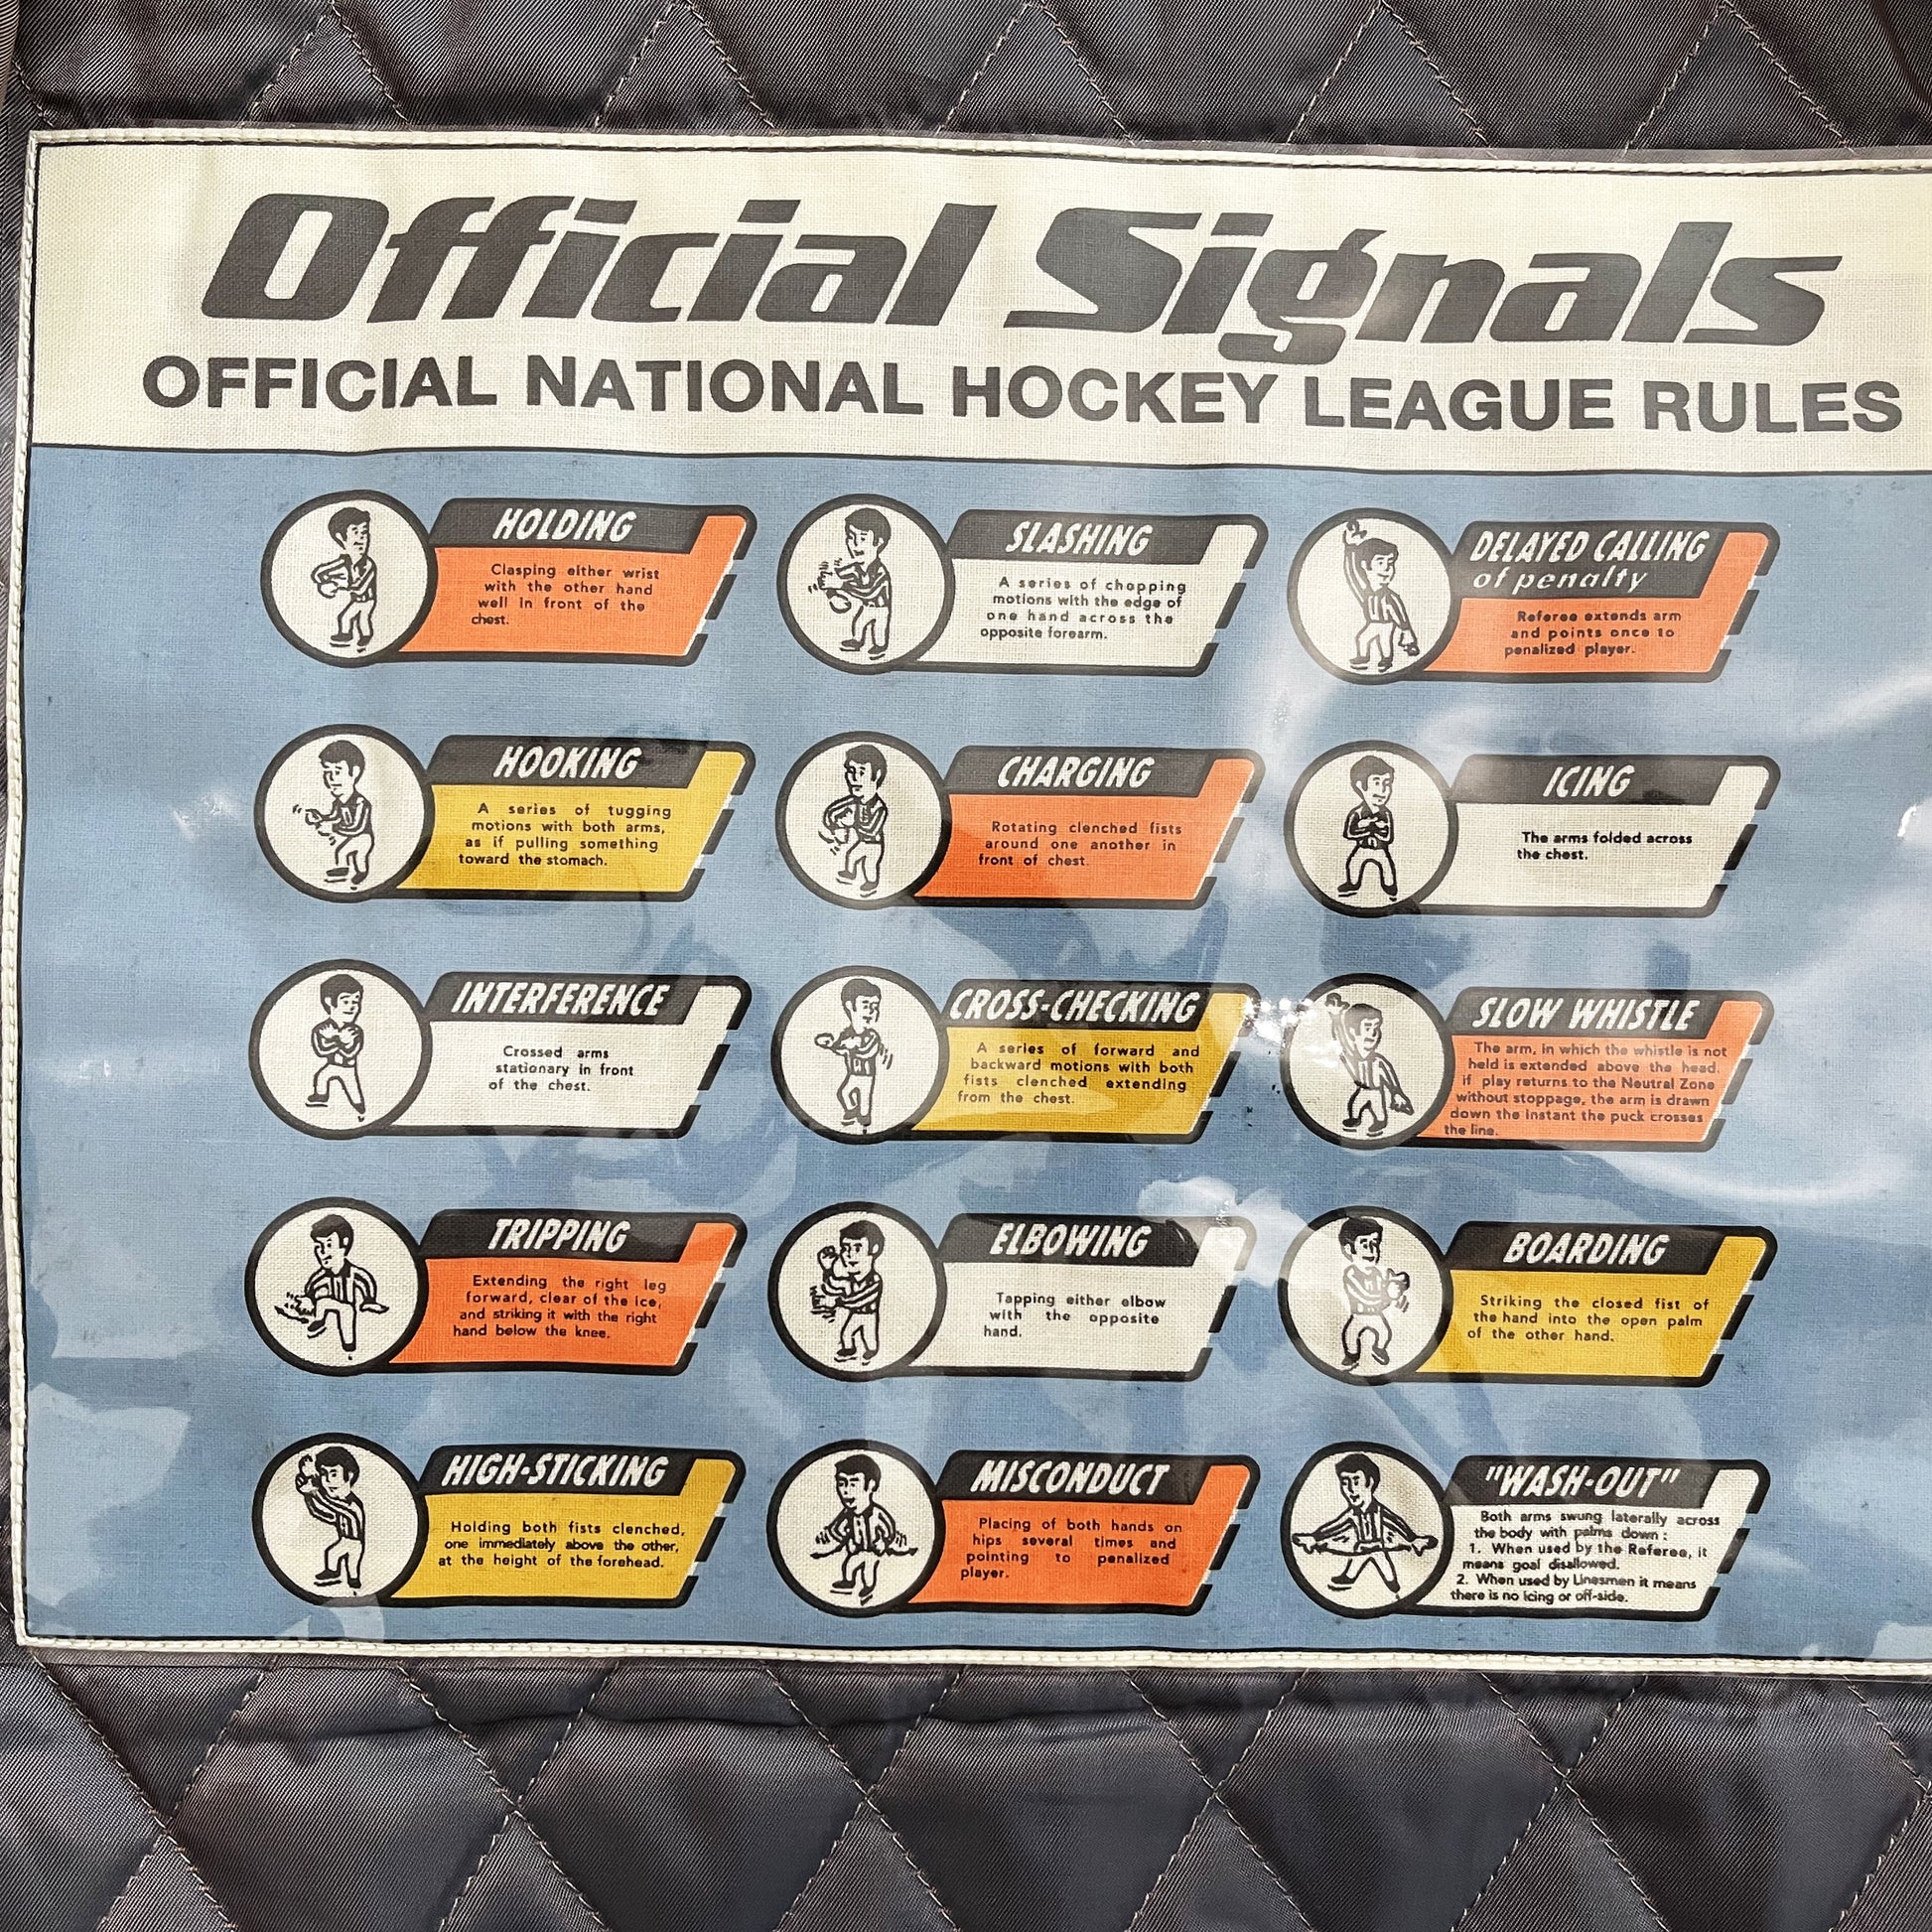 Official Signals
OFFICIAL NATIONAL HOCKEY LEAGUE RULES
HOLDING
Clasping either wrist
with the other hand
well in front of the
chest.
SLASHING
A series of chopping
motions with the edge of
one hand across the
opposite forearm.
DELAYED CALLING
of penalty
Referee extends arm
and points once to
penalized player.
HOOKING
A series of tugging
motions with both arms,
as if pulling something
toward the stomach.
CHARGING
Rotating clenched fists
around one another in
front of chest.
ICING
The arms folded across
the chest.
INTERFERENCE
Crossed arms
stationary in front
of the chest.
CROSS-CHECKING
A series of forward and
backward motions with both
fists clenched extending
from the chest.
SLOW WHISTLE
The arm, in which the whistle is not
held is extended above the head.
if play returns to the Neutral Zone
without stoppage, the arm is drawn
down the instant the puck crosses
the line.
TRIPPING
Extending the right leg
forward, clear of the ice,
and striking it with the right
hand below the knee.
ELBOWING
Tapping either elbow
with the opposite
hand.
BOARDING
Striking the closed fist of
the hand into the open palm
of the other hand.
HIGH-STICKING
Holding both fists clenched,
one immediately above the other,
at the height of the forehead.
MISCONDUCT
Placing of both hands on
hips several times and
pointing to penalized
player.
"WASH-OUT"
Both arms swung laterally across
the body with palms down :
1. When used by the Referee, it
means goal disallowed.
2. When used by Linesmen it means
there is no icing or off-side.